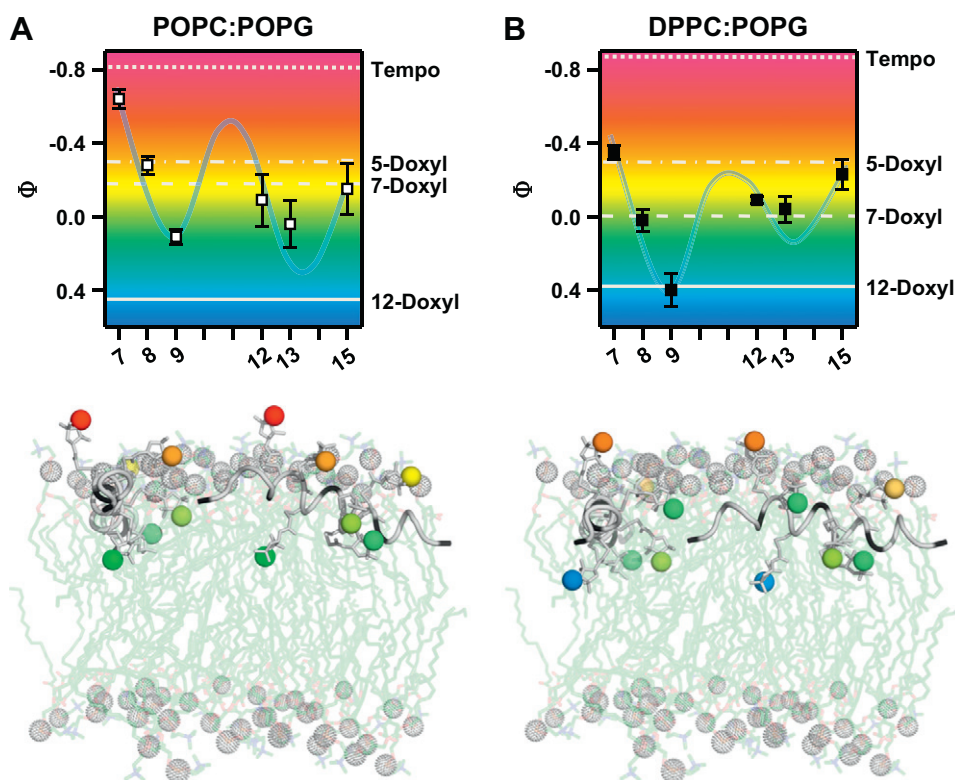 A POPC:POPG
-0.8
-0.4
0.0
0.4
Φ
Tempo
5-Doxyl
7-Doxyl
12-Doxyl
7 8 9 12 13 15
B DPPC:POPG
-0.8
-0.4
0.0
0.4
Φ
Tempo
5-Doxyl
7-Doxyl
12-Doxyl
7 8 9 12 13 15